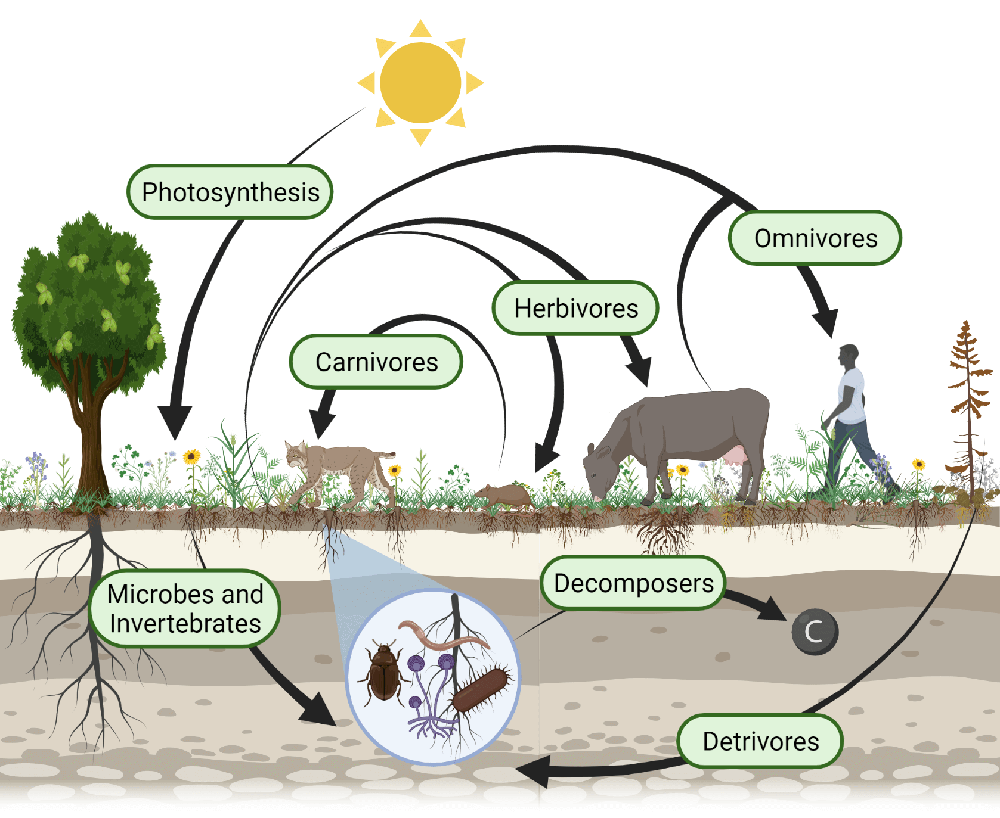 Photosynthesis
Omnivores
Herbivores
Carnivores
Decomposers
Microbes and
Invertebrates
C
Detrivores